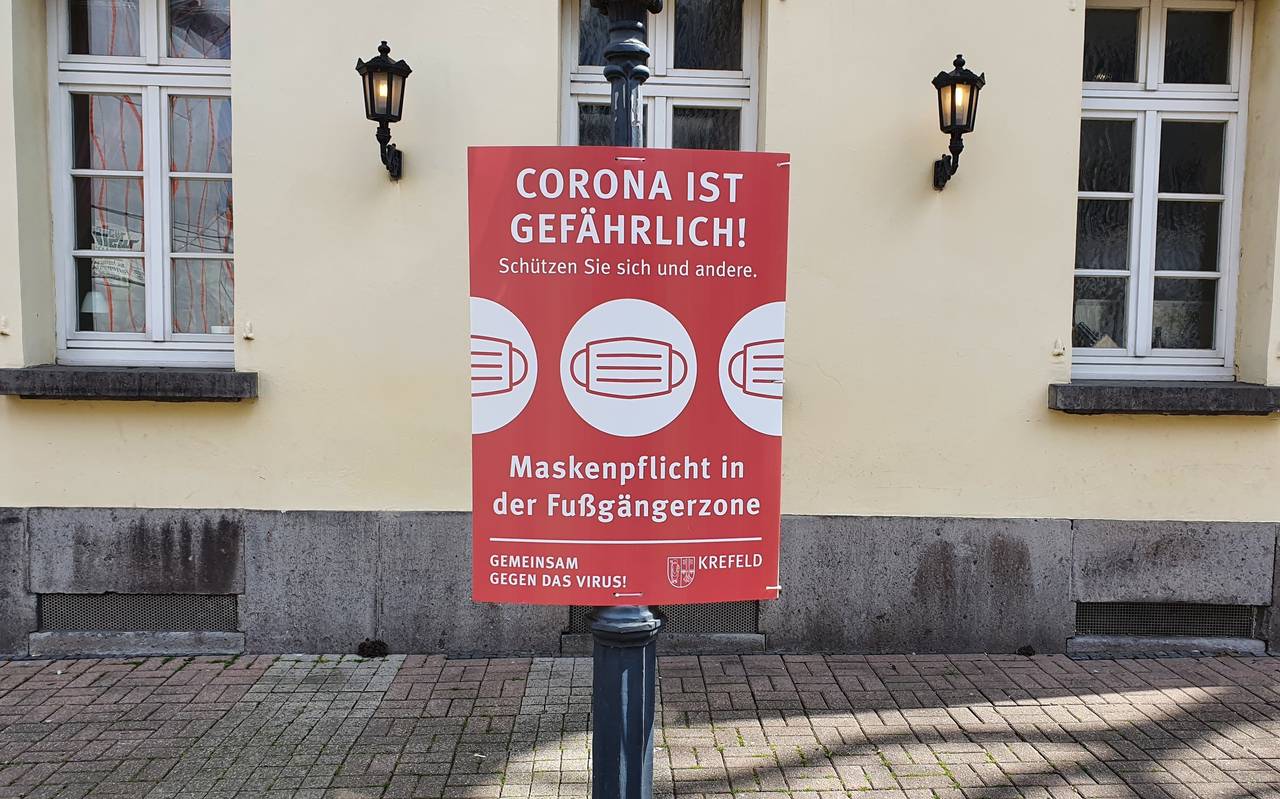 CORONA IST
GEFÄHRLICH!
Schützen Sie sich und andere.
Maskenpflicht in
der Fußgängerzone
GEMEINSAM
GEGEN DAS VIRUS!
KREFELD